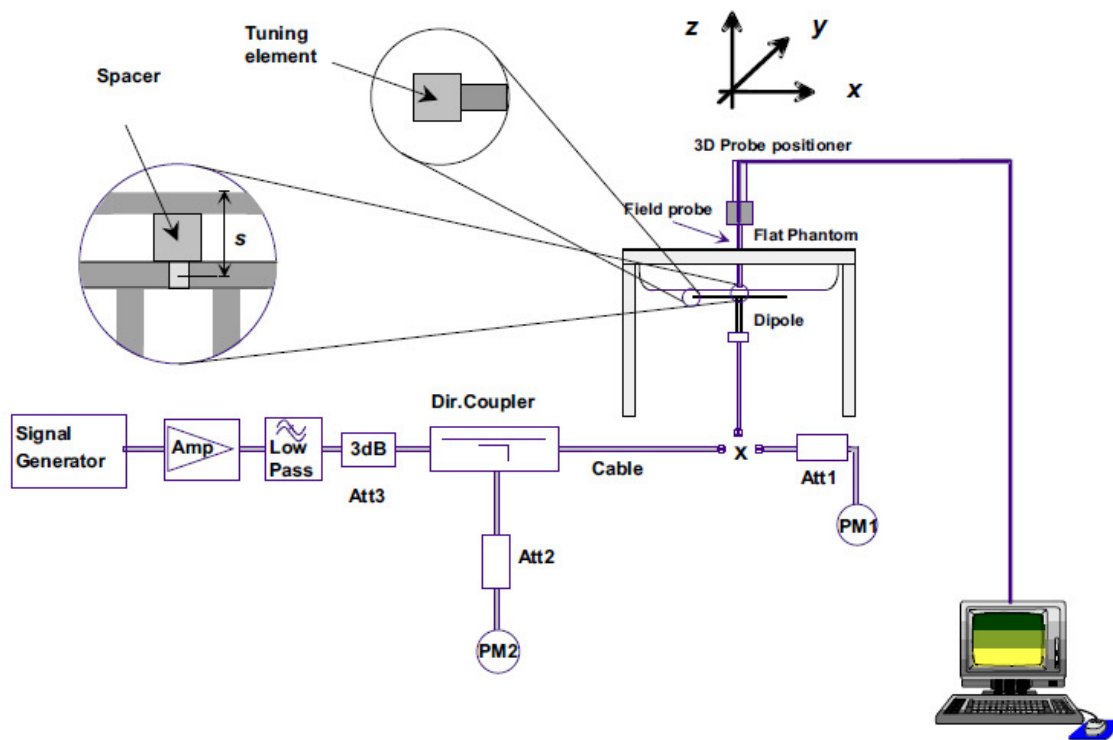 Tuning
element
Spacer
s
z
y
x
3D Probe positioner
Field probe
Flat Phantom
Dipole
Dir.Coupler
Signal
Generator
Amp
Low
Pass
3dB
Att3
Cable
X
Att1
PM1
Att2
PM2